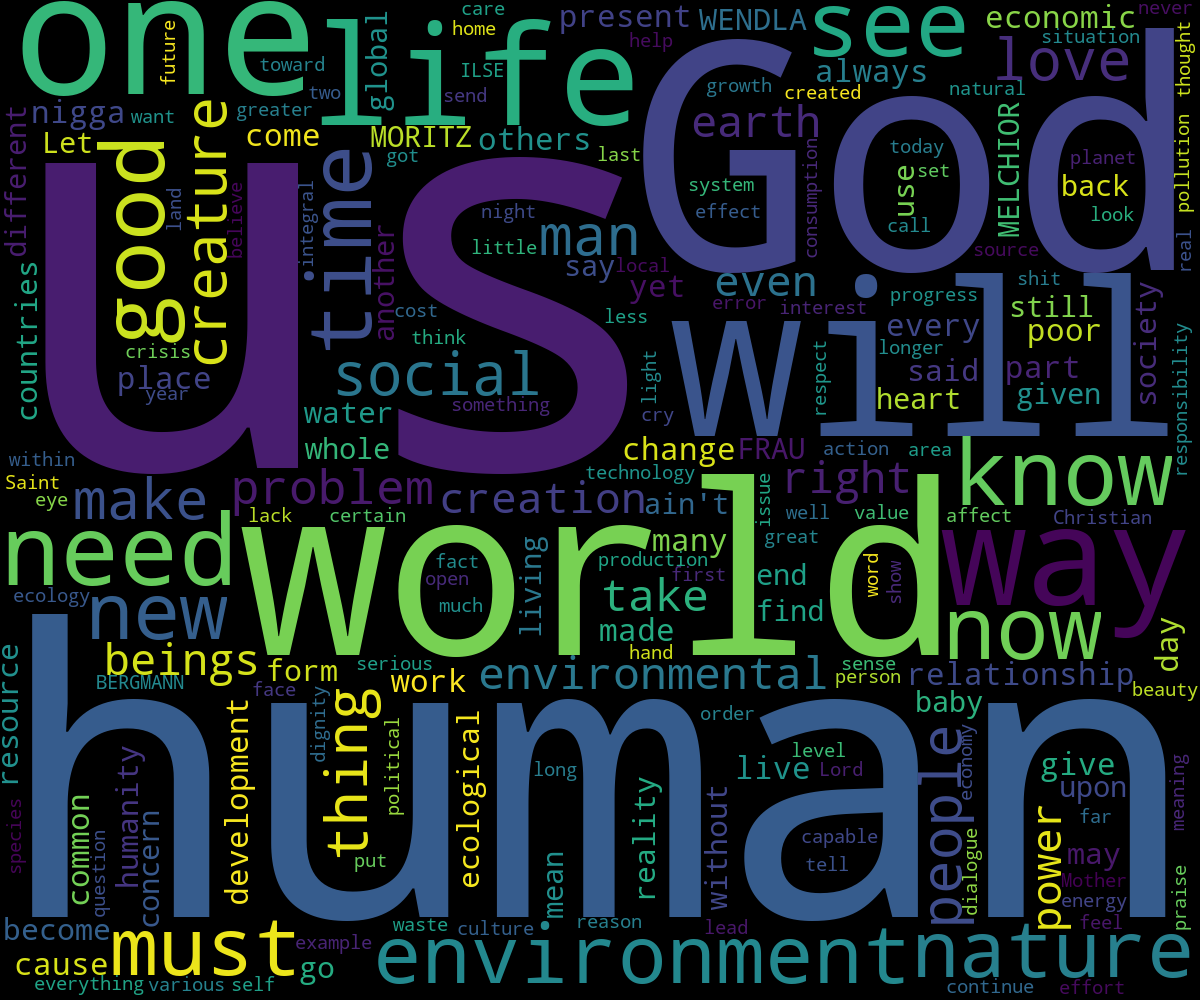 one
life
future
toward
two
global
care
home
ILSE
send
present
help
WENDLA
see
always
growth
created
economic
situation
love
natural
never
thought
nigga
want
greater
Let
come
MORITZ
got
others
last
earth
God
today
set
use
call
MELCHIOR
planet
back
look
pollution
different
good
creature
land
believe
integral
time
another
us
night
little
man
say
local
yet
system
effect
even
error
consumption
interest
source
shit
real
countries
crisis
place
year
cost
think
less
social
something
water
whole
light
cry
will
respect
progress
every
longer
said
heart
still
poor
part
given
society
responsibility
within
Saint
eye
make
problem
creation
ain't
change
FRAU
action
area
technology
right
know
lack
certain
issue
well
value
affect
Christian
need
world
way
many
great
ecology
new
fact
open
much
living
production
first
take
end
find
made
hand
word
show
now
day
beings
form
BERGMANN
face
serious
work
environmental
sense
person
relationship
beauty
resource
development
dignity
thing
political
ecological
order
baby
human
long
level
live
Lord
people
economy
give
upon
meaning
species
common
question
humanity
concern
put
mean
reality
without
capable
tell
dialogue
power
far
may
Mother
energy
feel
praise
become
must
example
waste
culture
reason
lead
cause
everything
various
self
go
environment
nature
continue
effort